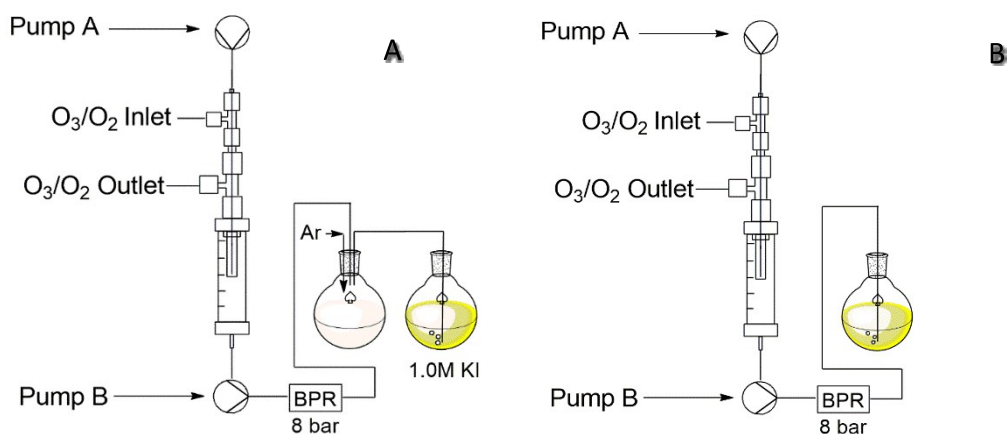 Pump A
A
O3/O2 Inlet
O3/O2 Outlet
Ar
1.0M KI
Pump B
BPR
8 bar
Pump A
B
O3/O2 Inlet
O3/O2 Outlet
Pump B
BPR
8 bar